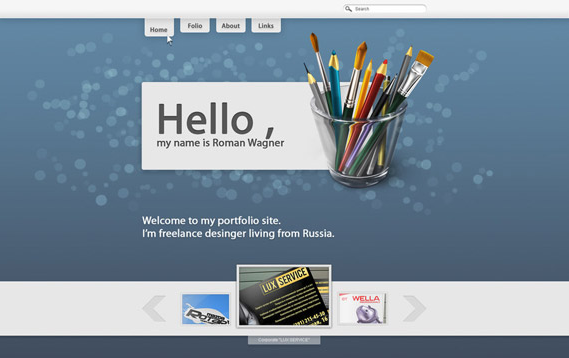 Search
Home
Folio
About
Links
Hello ,
my name is Roman Wagner
Welcome to my portfolio site.
I'm freelance desinger living from Russia.
LUX SERVICE
WELLA
Corporate "LUX SERVICE"